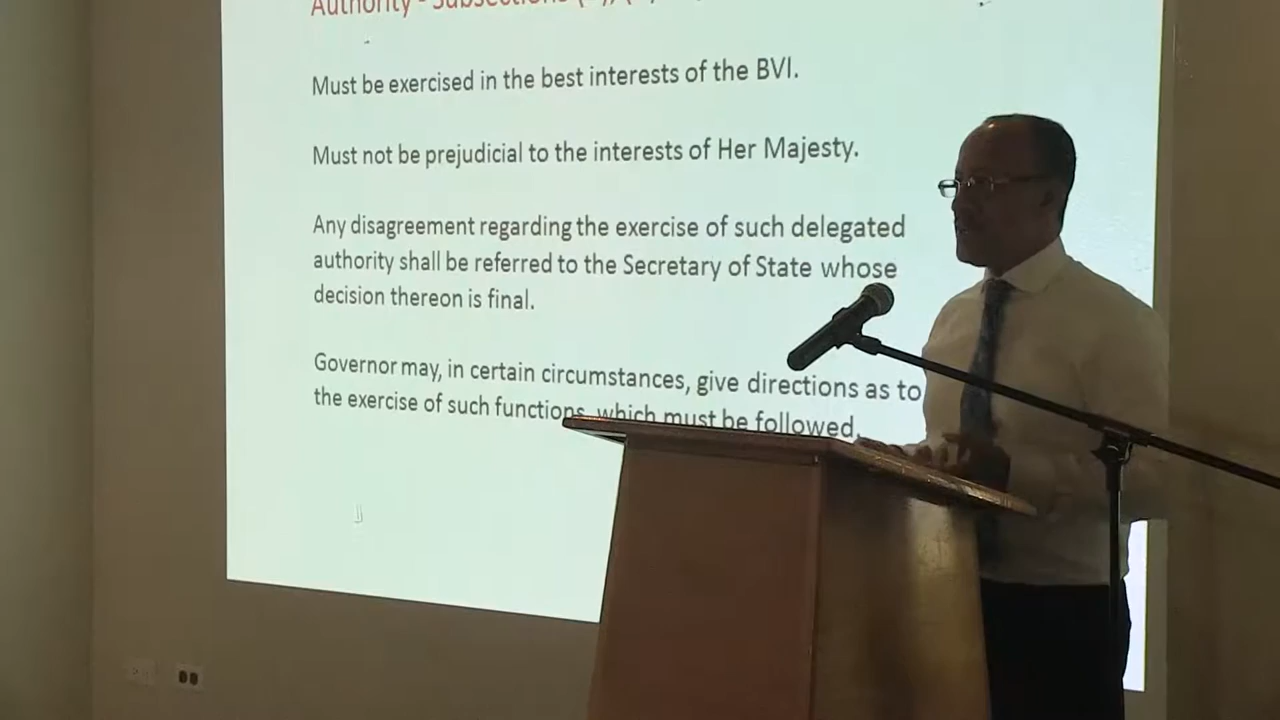 Authority - Subsections
Must be exercised in the best interests of the BVI.
Must not be prejudicial to the interests of Her Majesty.
Any disagreement regarding the exercise of such delegated
authority shall be referred to the Secretary of State whose
decision thereon is final.
Governor may, in certain circumstances, give directions as to
the exercise of such functions, which must be followed.